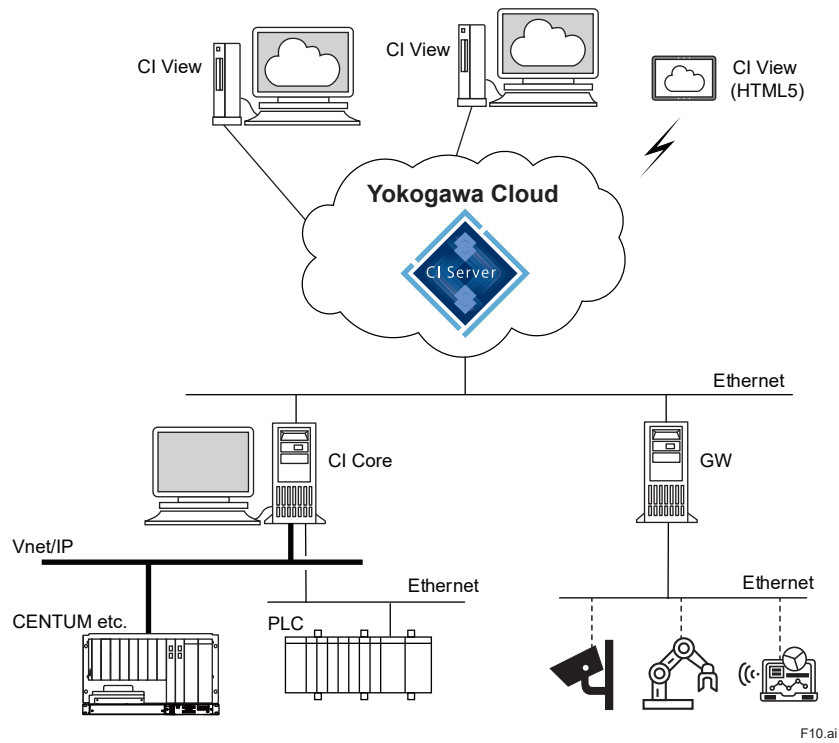 CI View
CI View
CI View
(HTML5)
Yokogawa Cloud
CI Server
Ethernet
CI Core
GW
Vnet/IP
Ethernet
Ethernet
CENTUM etc.
PLC
F10.ai